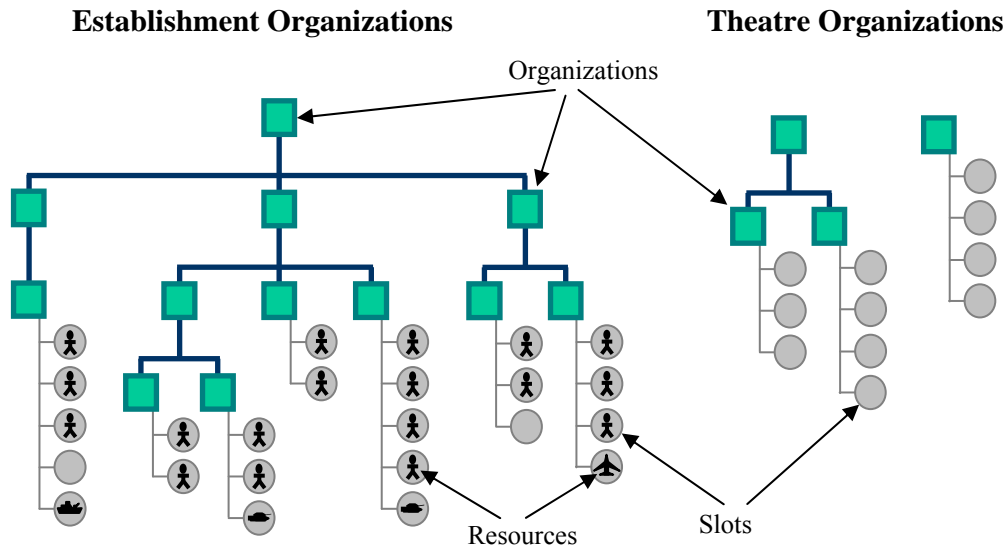 Establishment Organizations
Theatre Organizations
Organizations
Resources
Slots